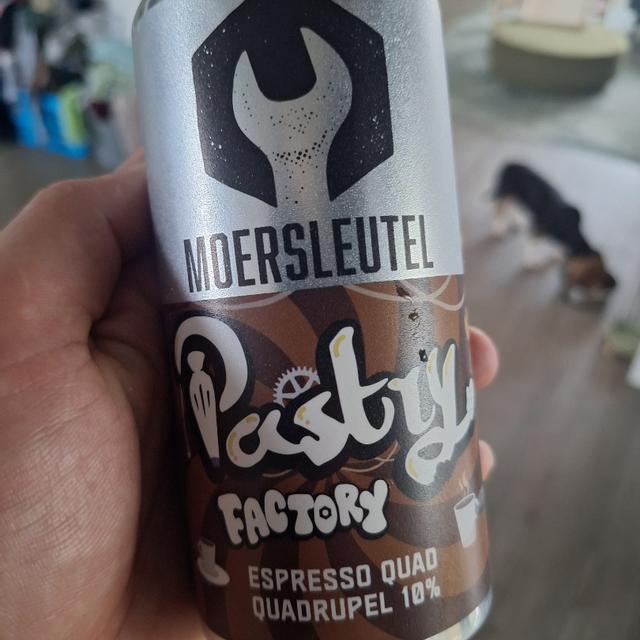 MOERSLEUTEL
Pastry
FACTORY
ESPRESSO QUAD
QUADRUPEL 10%